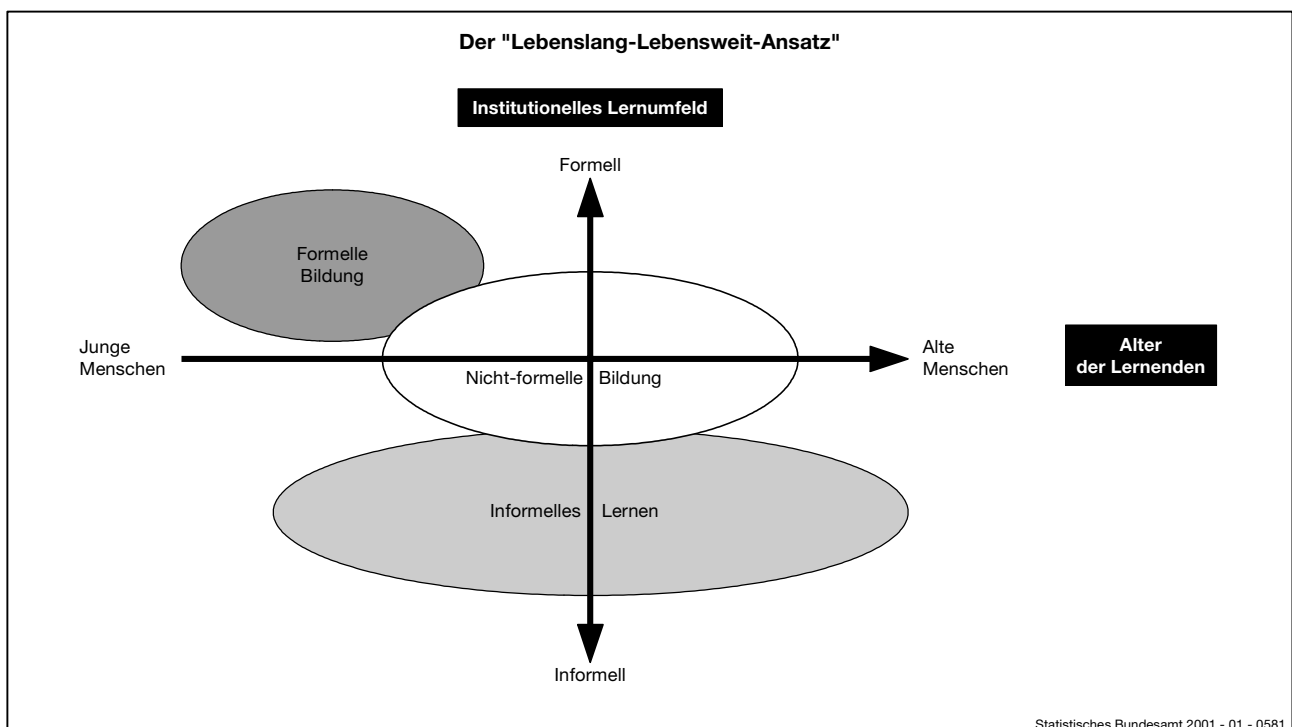 Der "Lebenslang-Lebensweit-Ansatz"
Institutionelles Lernumfeld
Formell
Formelle
Bildung
Junge
Menschen
Alte
Menschen
Alter
der Lernenden
Nicht-formelle Bildung
Informelles Lernen
Informell
Statistisches Bundesamt 2001 - 01 - 0581